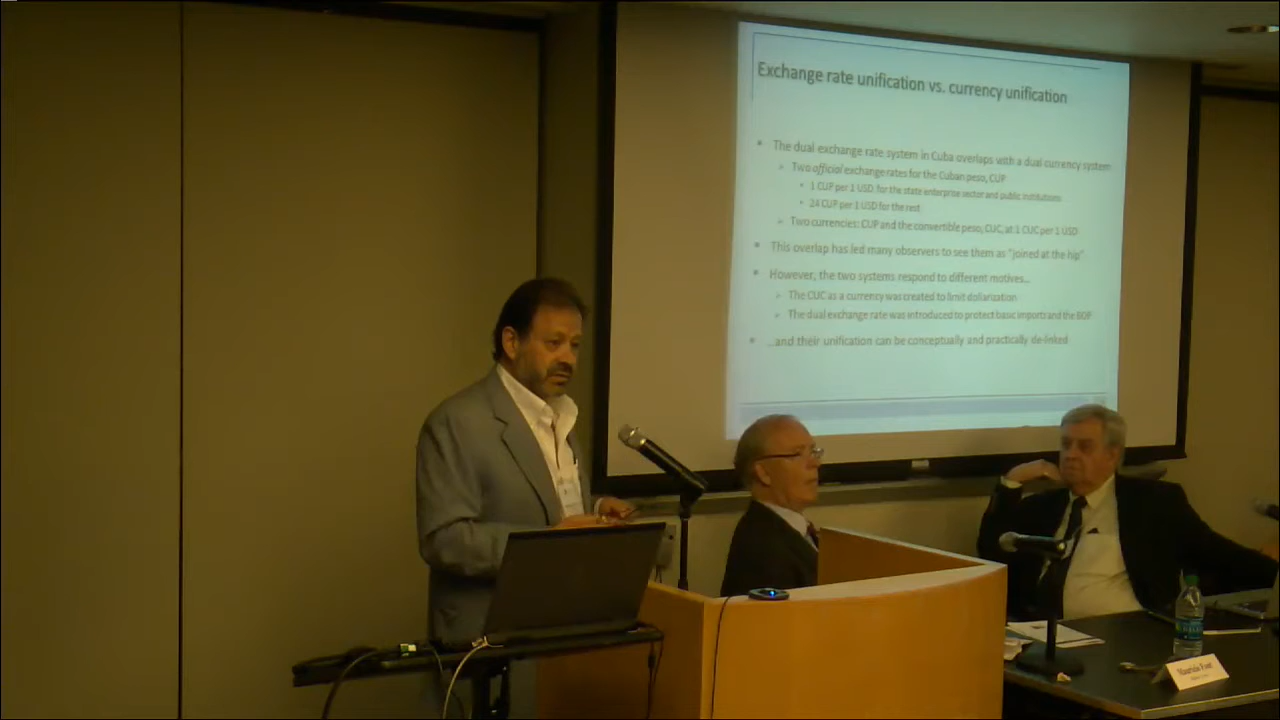 Exchange rate unification vs. currency unification
The dual exchange rate system in Cuba overlaps with a dual currency system
Two official exchange rates for the Cuban peso, CUP
1 CUP per 1 USD for the state enterprise sector and public institutions
24 CUP per 1 USD for the rest
Two currencies: CUP and the convertible peso, CUC, at 1 CUC per 1 USD
This overlap has led many observers to see them as "joined at the hip"
However, the two systems respond to different motives...
The CUC as a currency was created to limit dollarization
The dual exchange rate was introduced to protect basic imports and the BOP
...and their unification can be conceptually and practically de-linked